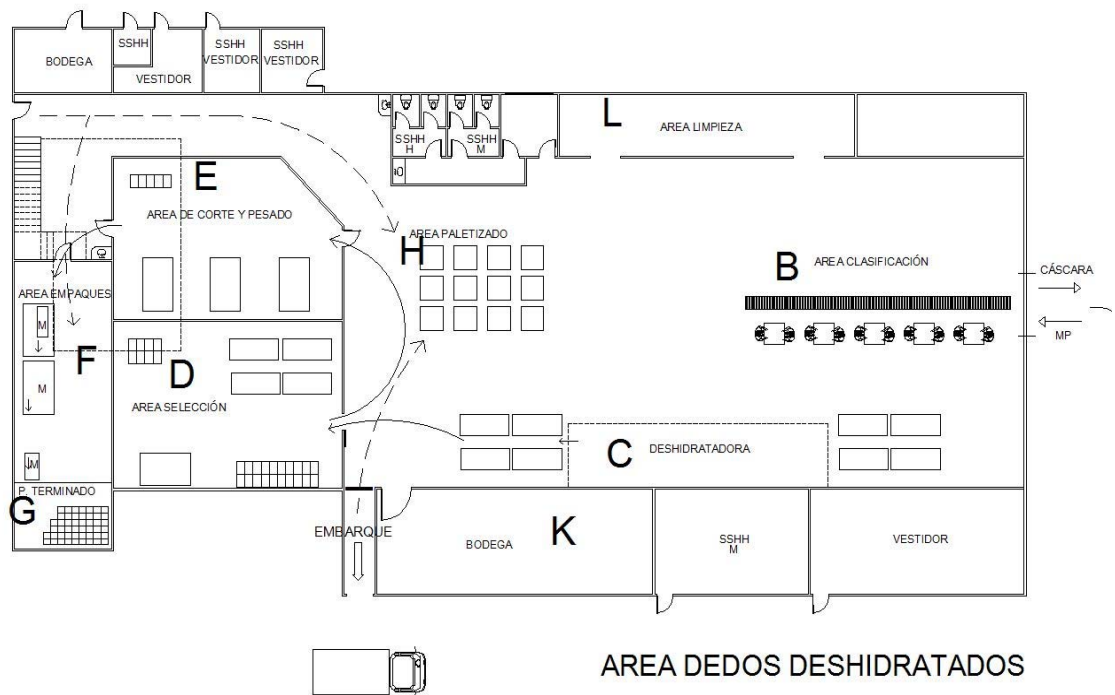 SSHH
SSHH
VESTIDOR
SSHH
VESTIDOR
BODEGA
VESTIDOR
L
AREA LIMPIEZA
SSHH
H
SSHH
M
E
AREA DE CORTE Y PESADO
AREA PALETIZADO
H
B
AREA CLASIFICACIÓN
CÁSCARA
MP
AREA EMPAQUES
M
F
M
D
AREA SELECCIÓN
C
DESHIDRATADORA
M
P. TERMINADO
G
EMBARQUE
BODEGA
K
SSHH
M
VESTIDOR
AREA DEDOS DESHIDRATADOS